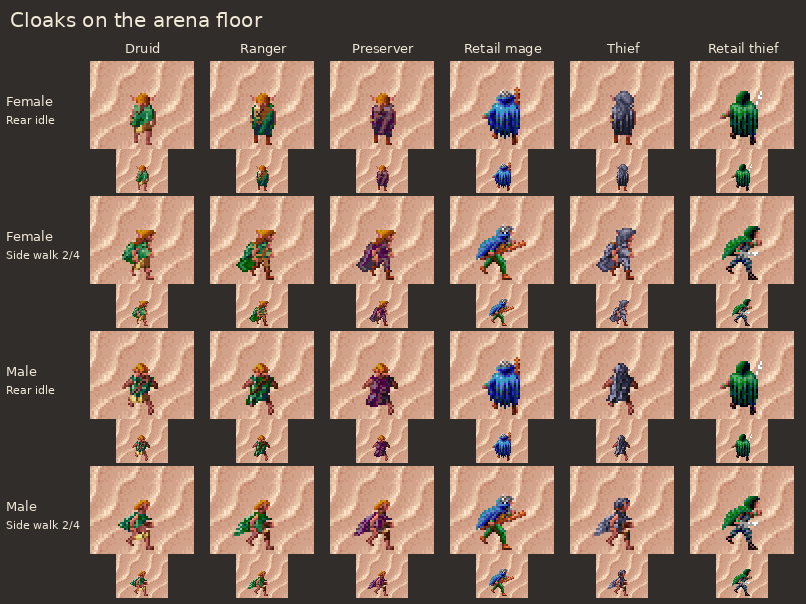 Cloaks on the arena floor
Druid Ranger Preserver Retail mage Thief Retail thief
Female
Rear idle
Female
Side walk 2/4
Male
Rear idle
Male
Side walk 2/4